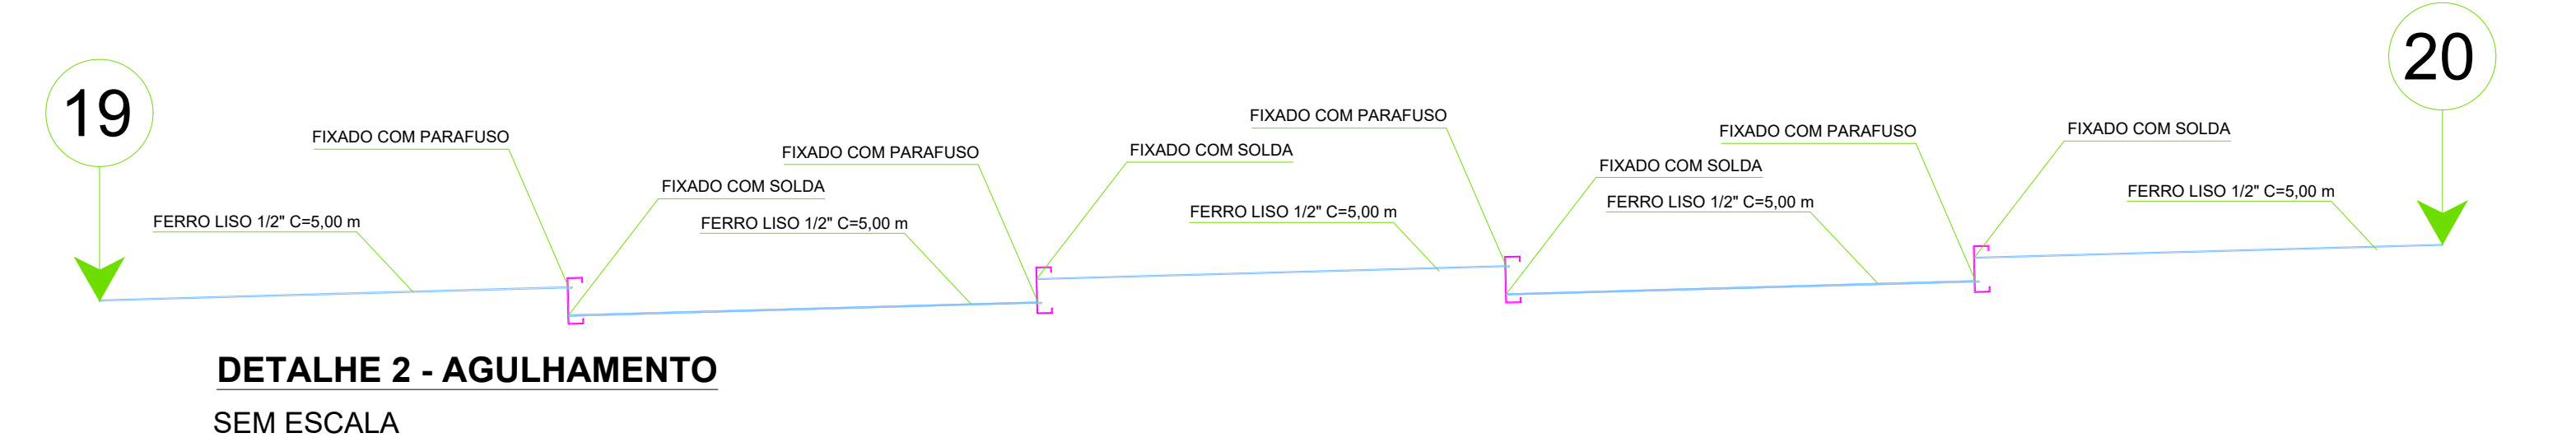 19
20
FIXADO COM PARAFUSO
FIXADO COM SOLDA
FIXADO COM PARAFUSO
FIXADO COM SOLDA
FIXADO COM PARAFUSO
FIXADO COM SOLDA
FIXADO COM PARAFUSO
FIXADO COM SOLDA
FERRO LISO 1/2" C=5,00 m
FERRO LISO 1/2" C=5,00 m
FERRO LISO 1/2" C=5,00 m
FERRO LISO 1/2" C=5,00 m
FERRO LISO 1/2" C=5,00 m
DETALHE 2 - AGULHAMENTO
SEM ESCALA